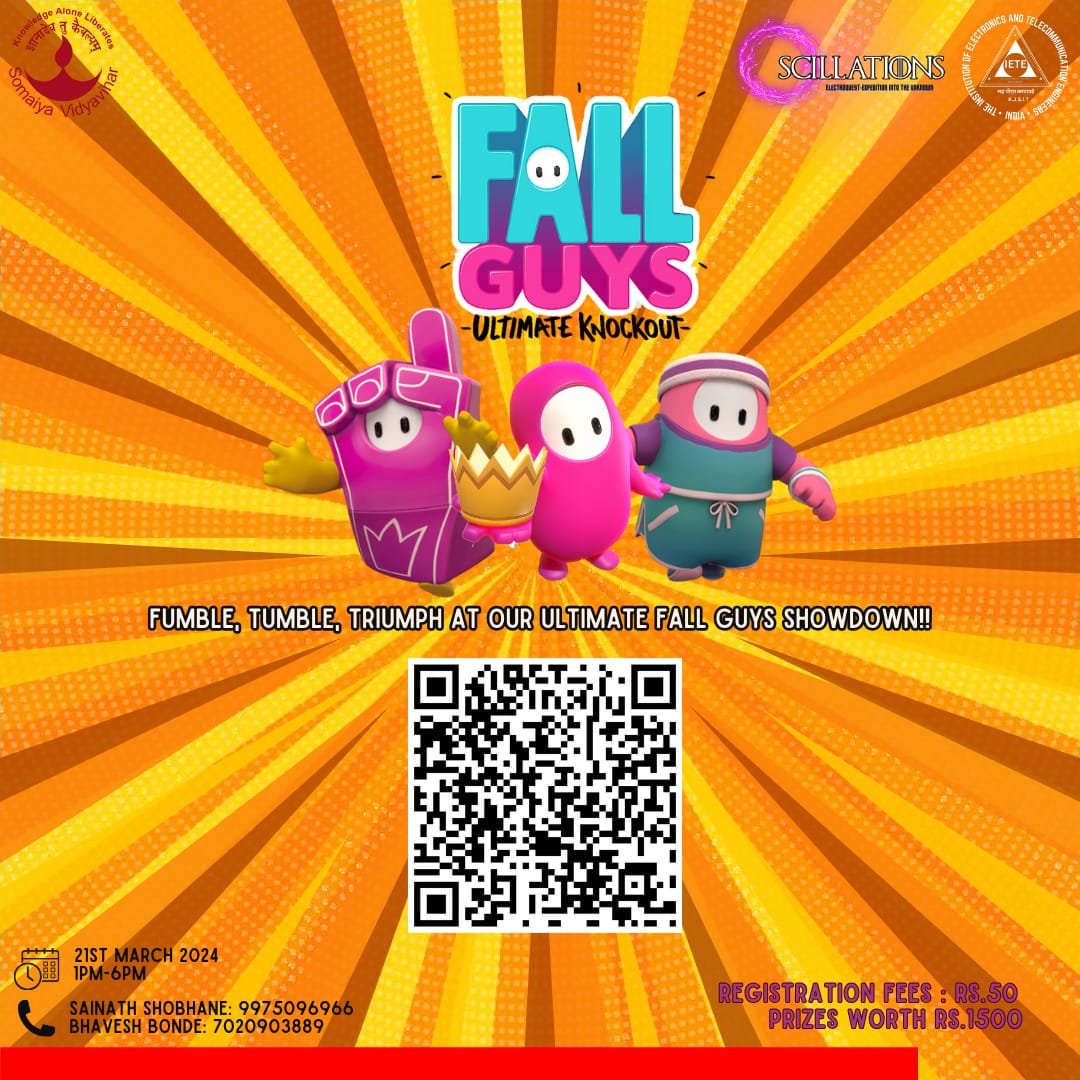 Knowledge Alone Liberates
ज्ञानादेव तु कैवल्यम्
Somaiya Vidyavihar
OSCILLATIONS
ELECTROQUEST-EXPEDITION INTO THE UNKNOWN
THE INSTITUTION OF ELECTRONICS AND TELECOMMUNICATION ENGINEERS • INDIA •
IETE
K.J.S.I.T
FALL
GUYS
-ULTIMATE KNOCKOUT-
FUMBLE, TUMBLE, TRIUMPH AT OUR ULTIMATE FALL GUYS SHOWDOWN!!
21ST MARCH 2024
1PM-6PM
SAINATH SHOBHANE: 9975096966
BHAVESH BONDE: 7020903889
REGISTRATION FEES : RS.50
PRIZES WORTH RS.1500